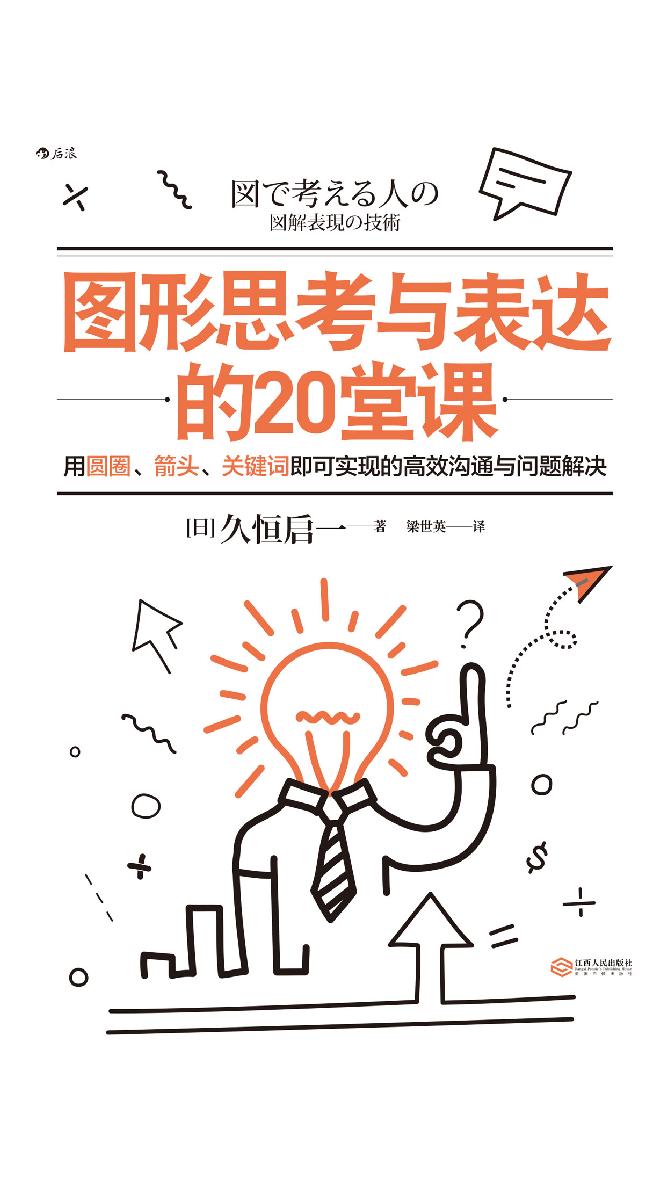 后浪
図で考える人の
図解表現の技術
图形思考与表达
的20堂课
用圆圈、箭头、关键词即可实现的高效沟通与问题解决
[日]久恒启一——著 梁世英——译
?
$
江西人民出版社